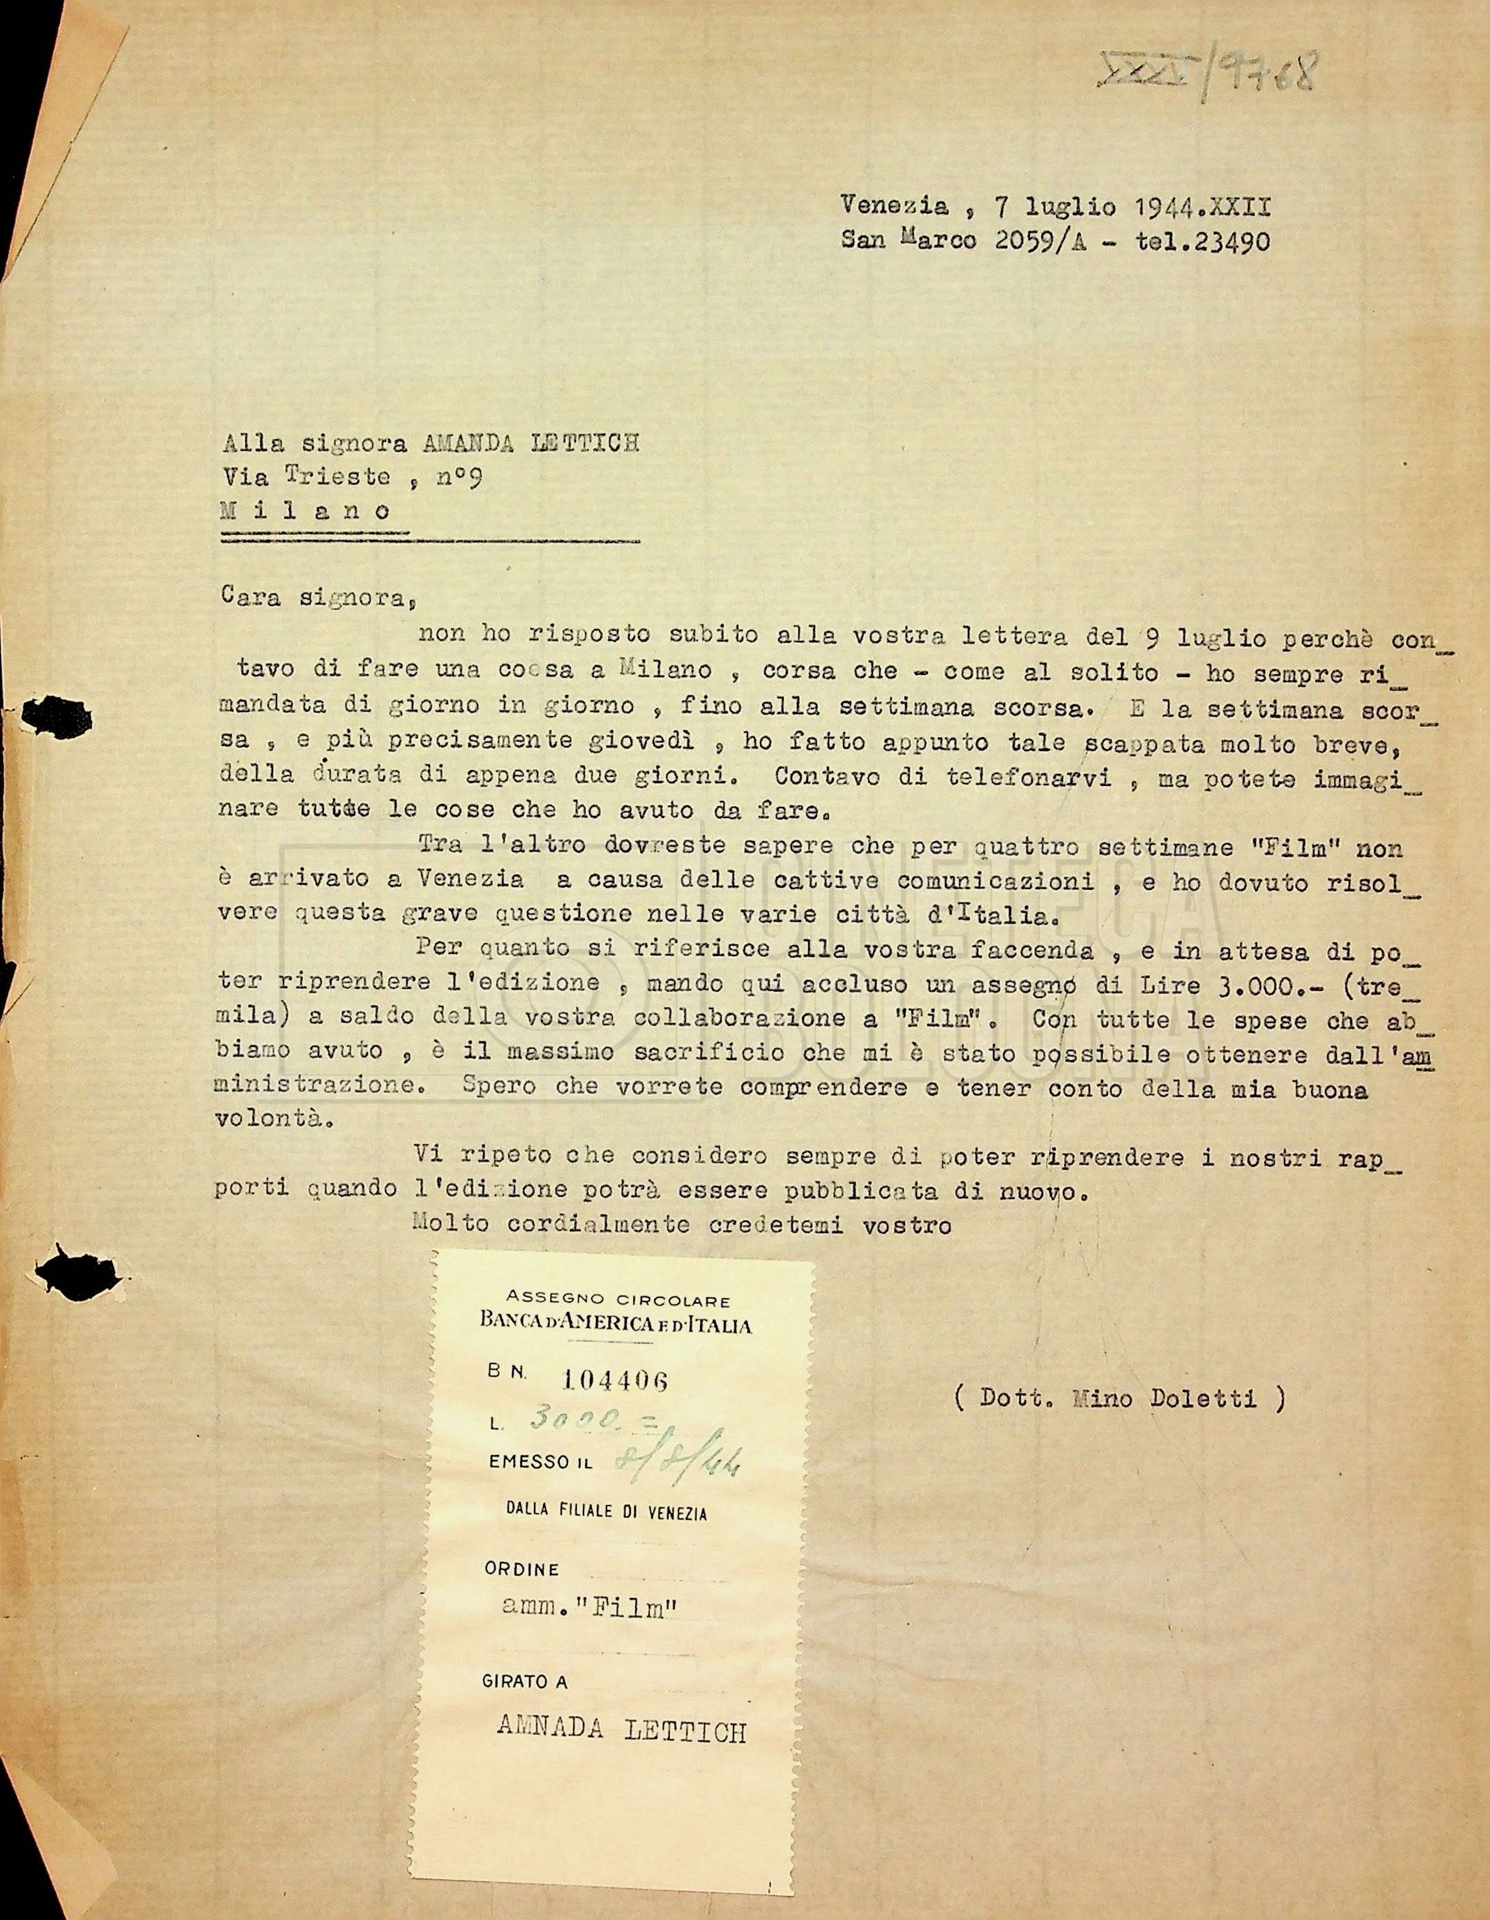 XXXV/9768
Venezia , 7 luglio 1944.XXII
San Marco 2059/A - tel.23490
Alla signora AMANDA LETTICH
Via Trieste , n°9
M i l a n o
Cara signora,
non ho risposto subito alla vostra lettera del 9 luglio perchè con_
tavo di fare una co sa a Milano , corsa che - come al solito - ho sempre ri_
mandata di giorno in giorno , fino alla settimana scorsa. E la settimana scor_
sa , e più precisamente giovedì , ho fatto appunto tale scappata molto breve,
della durata di appena due giorni. Contavo di telefonarvi , ma potete immagi_
nare tutte le cose che ho avuto da fare.
Tra l'altro dovreste sapere che per quattro settimane "Film" non
è arrivato a Venezia a causa delle cattive comunicazioni , e ho dovuto risol_
vere questa grave questione nelle varie città d'Italia.
Per quanto si riferisce alla vostra faccenda , e in attesa di po_
ter riprendere l'edizione , mando qui accluso un assegno di Lire 3.000.- (tre_
mila) a saldo della vostra collaborazione a "Film". Con tutte le spese che ab_
biamo avuto , è il massimo sacrificio che mi è stato possibile ottenere dall'am
ministrazione. Spero che vorrete comprendere e tener conto della mia buona
volontà.
Vi ripeto che considero sempre di poter riprendere i nostri rap_
porti quando l'edizione potrà essere pubblicata di nuovo.
Molto cordialmente credetemi vostro
ASSEGNO CIRCOLARE
BANCA D'AMERICA E D'ITALIA
B N. 104406
L. 3000.=
EMESSO IL 8/8/44
DALLA FILIALE DI VENEZIA
( Dott. Mino Doletti )
ORDINE
amm."Film"
GIRATO A
AMNADA LETTICH
CINETECA
BOLOGNA